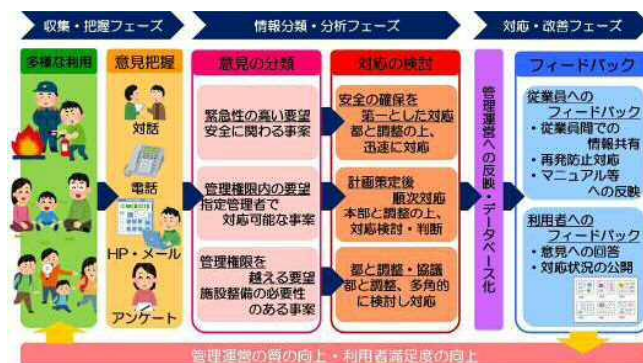 収集・把握フェーズ
情報分類・分析フェーズ
対応・改善フェーズ
多様な利用
意見把握
対話
電話
HP・メール
アンケート
意見の分類
緊急性の高い要望
安全に関わる事案
管理権限内の要望
指定管理者で
対応可能な事案
管理権限を
越える要望
施設整備の必要性
のある事案
対応の検討
安全の確保を
第一とした対応
都と調整の上、
迅速に対応
計画策定後
順次対応
本部と調整の上、
対応検討・判断
都と調整・協議
都と調整、多角的
に検討し対応
管理運営への反映・データベース化
フィードバック
従業員への
フィードバック
・従業員間での
情報共有
・再発防止対応
・マニュアル等
への反映
利用者への
フィードバック
・意見への回答
・対応状況の公開
管理運営の質の向上・利用者満足度の向上